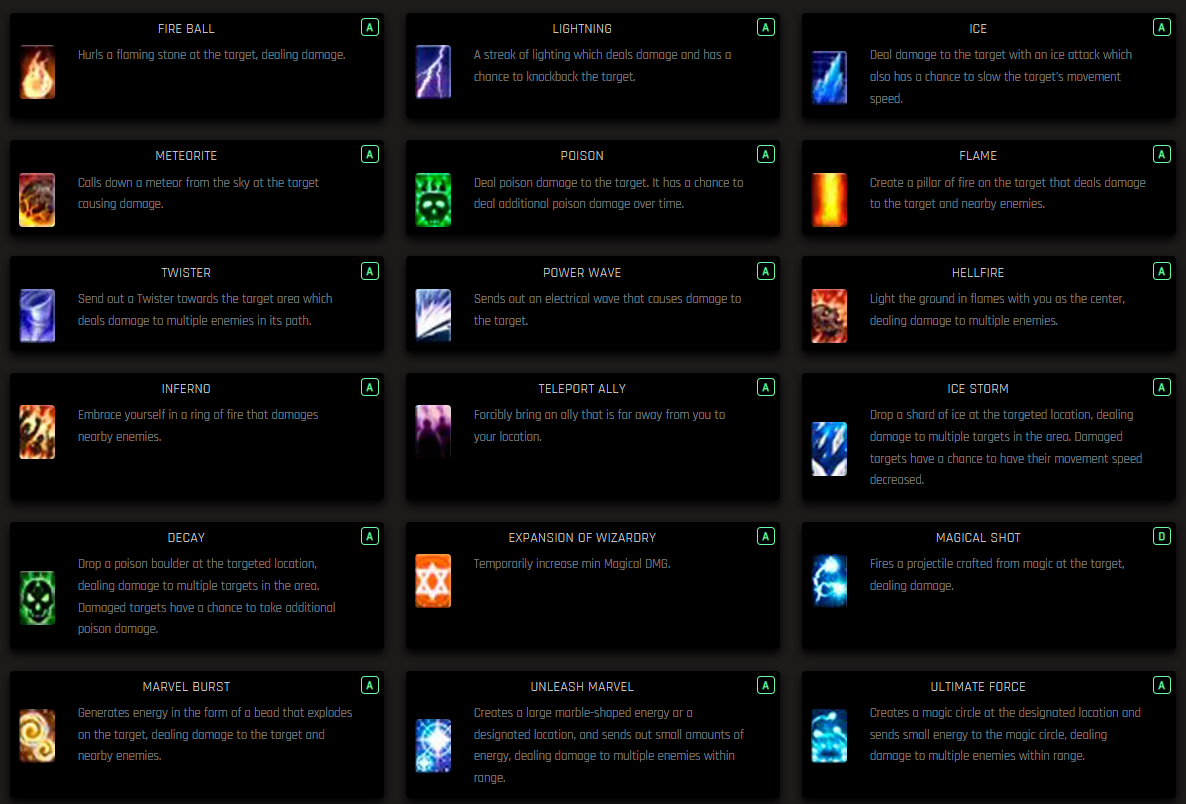 FIRE BALL
A
Hurls a flaming stone at the target, dealing damage.
LIGHTNING
A
A streak of lighting which deals damage and has a
chance to knockback the target.
ICE
A
Deal damage to the target with an ice attack which
also has a chance to slow the target's movement
speed.
METEORITE
A
Calls down a meteor from the sky at the target
causing damage.
POISON
A
Deal poison damage to the target. It has a chance to
deal additional poison damage over time.
FLAME
A
Create a pillar of fire on the target that deals damage
to the target and nearby enemies.
TWISTER
A
Send out a Twister towards the target area which
deals damage to multiple enemies in its path.
POWER WAVE
A
Sends out an electrical wave that causes damage to
the target.
HELLFIRE
A
Light the ground in flames with you as the center,
dealing damage to multiple enemies.
INFERNO
A
Embrace yourself in a ring of fire that damages
nearby enemies.
TELEPORT ALLY
A
Forcibly bring an ally that is far away from you to
your location.
ICE STORM
A
Drop a shard of ice at the targeted location, dealing
damage to multiple targets in the area. Damaged
targets have a chance to have their movement speed
decreased.
DECAY
A
Drop a poison boulder at the targeted location,
dealing damage to multiple targets in the area.
Damaged targets have a chance to take additional
poison damage.
EXPANSION OF WIZARDRY
A
Temporarily increase min Magical DMG.
MAGICAL SHOT
D
Fires a projectile crafted from magic at the target,
dealing damage.
MARVEL BURST
A
Generates energy in the form of a bead that explodes
on the target, dealing damage to the target and
nearby enemies.
UNLEASH MARVEL
A
Creates a large marble-shaped energy ar a
designated location, and sends out small amounts of
energy, dealing damage to multiple enemies within
range.
ULTIMATE FORCE
A
Creates a magic circle at the designated location and
sends small energy to the magic circle, dealing
damage to multiple enemies within range.